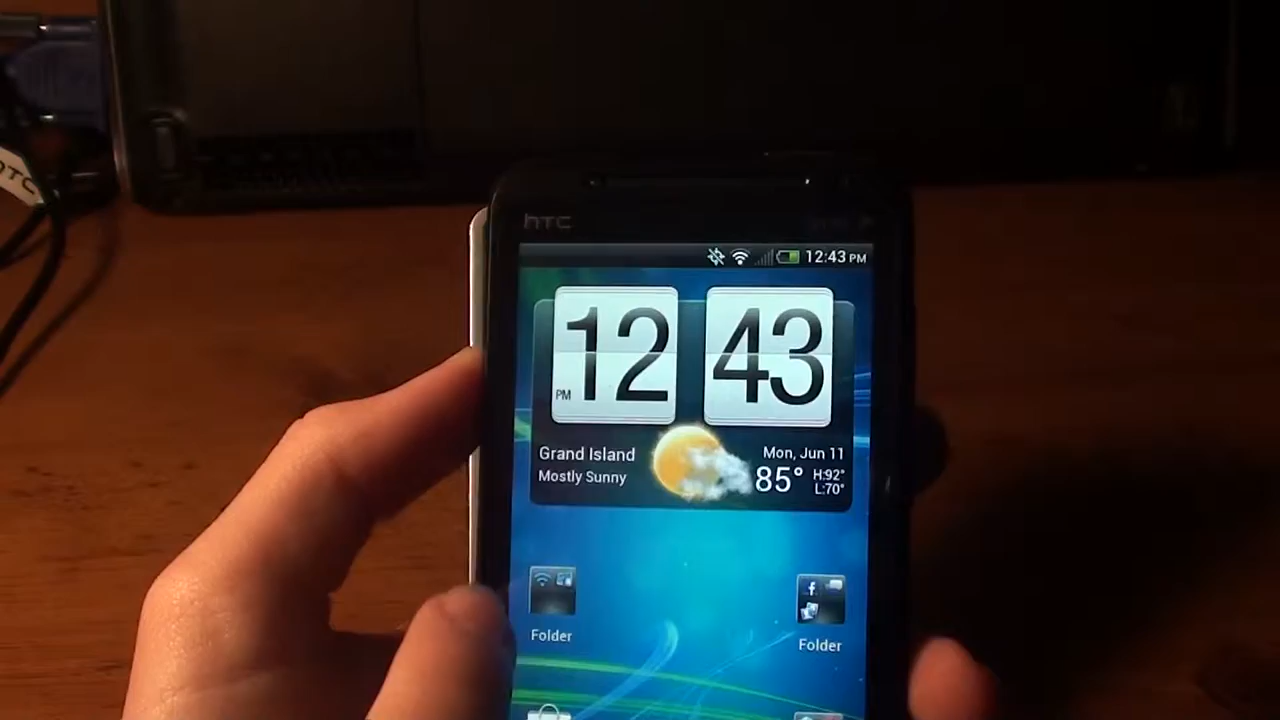 hTC
12:43 PM
12 43
PM
Grand Island
Mon, Jun 11
Mostly Sunny
85° H:92°
L:70°
Folder
Folder